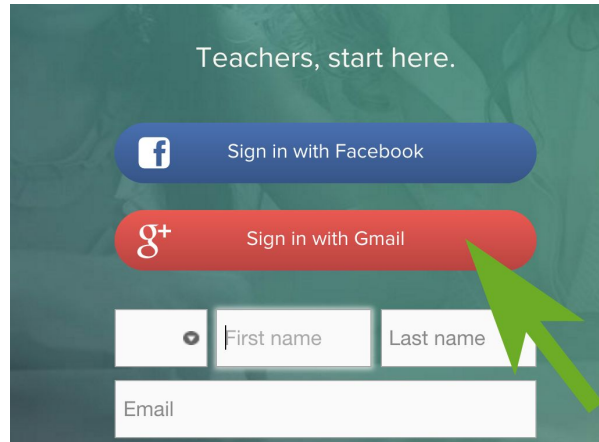 Teachers, start here.
f
Sign in with Facebook
g+
Sign in with Gmail
First name
Last name
Email